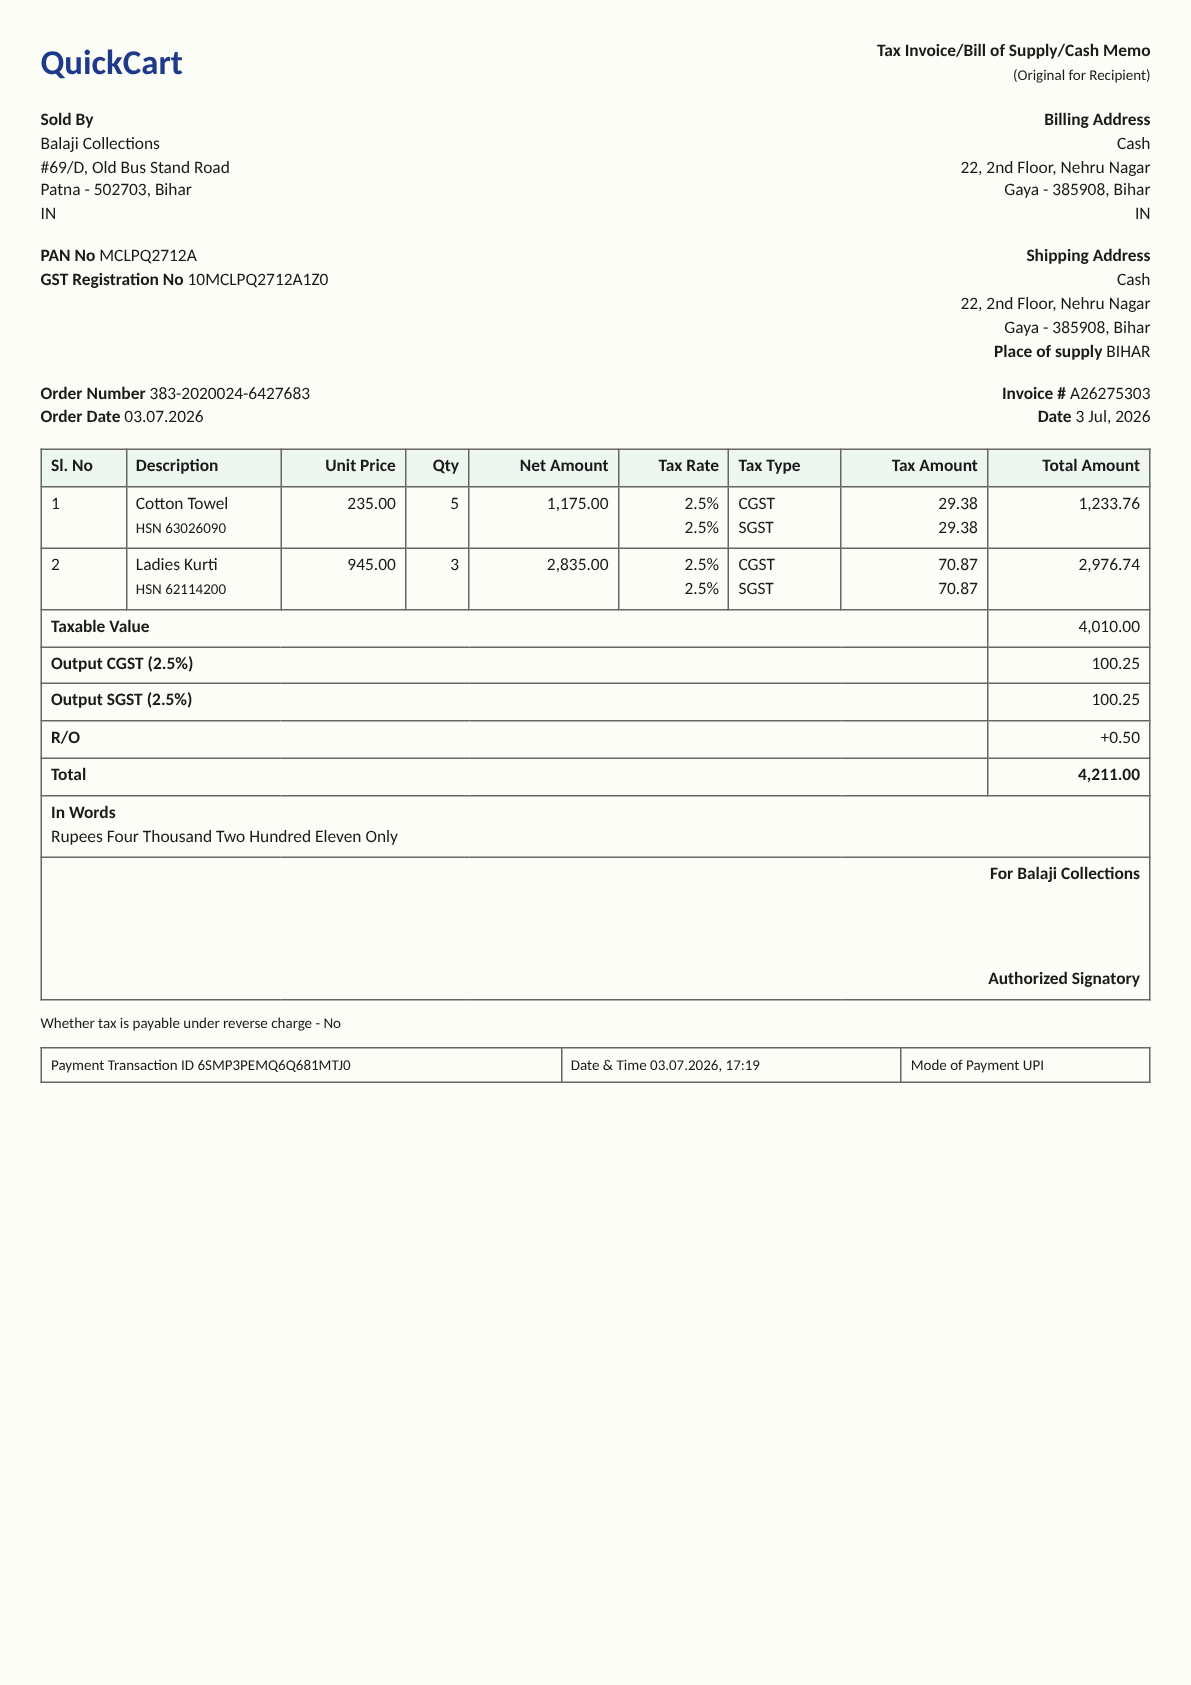 QuickCart
Tax Invoice/Bill of Supply/Cash Memo
(Original for Recipient)
Sold By
Balaji Collections
#69/D, Old Bus Stand Road
Patna - 502703, Bihar
IN
Billing Address
Cash
22, 2nd Floor, Nehru Nagar
Gaya - 385908, Bihar
IN
PAN No MCLPQ2712A
GST Registration No 10MCLPQ2712A1Z0
Shipping Address
Cash
22, 2nd Floor, Nehru Nagar
Gaya - 385908, Bihar
Place of supply BIHAR
Order Number 383-2020024-6427683
Order Date 03.07.2026
Invoice # A26275303
Date 3 Jul, 2026
Sl. No Description Unit Price Qty Net Amount Tax Rate Tax Type Tax Amount Total Amount
1 Cotton Towel 235.00 5 1,175.00 2.5% CGST 29.38 1,233.76
HSN 63026090 2.5% SGST 29.38
2 Ladies Kurti 945.00 3 2,835.00 2.5% CGST 70.87 2,976.74
HSN 62114200 2.5% SGST 70.87
Taxable Value 4,010.00
Output CGST (2.5%) 100.25
Output SGST (2.5%) 100.25
R/O +0.50
Total 4,211.00
In Words
Rupees Four Thousand Two Hundred Eleven Only
For Balaji Collections
Authorized Signatory
Whether tax is payable under reverse charge - No
Payment Transaction ID 6SMP3PEMQ6Q681MTJ0 Date & Time 03.07.2026, 17:19 Mode of Payment UPI